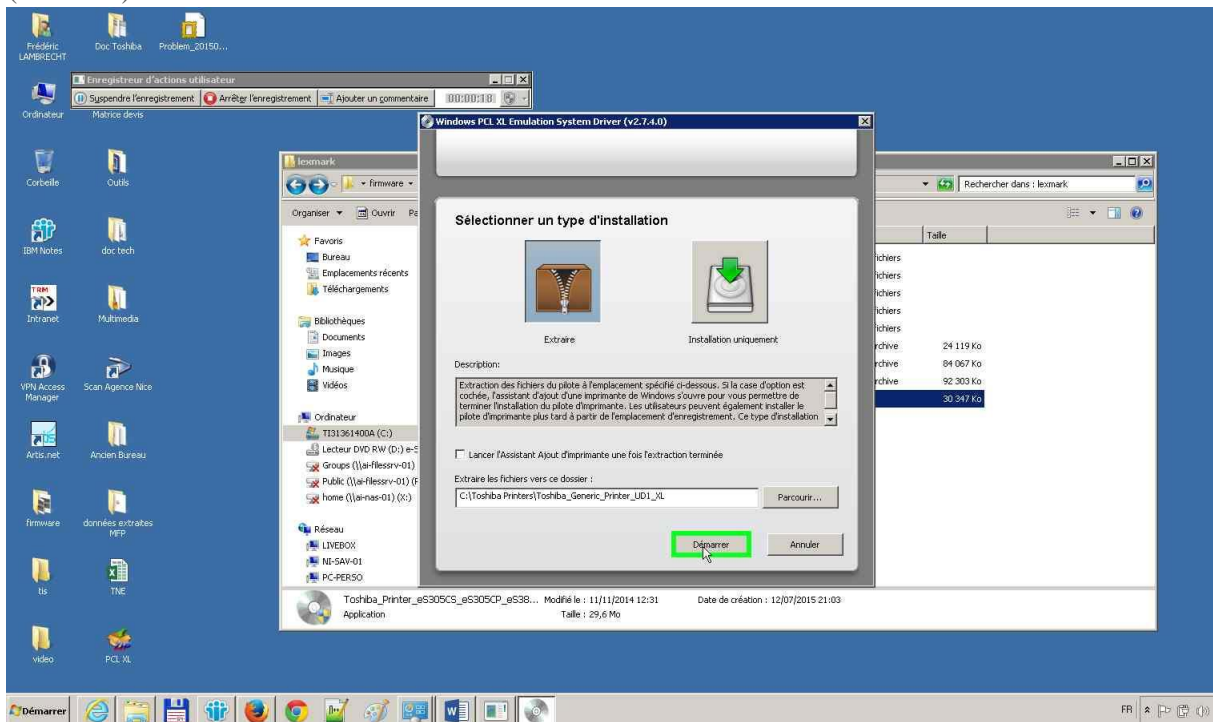 Frédéric
LAMBRECHT
Doc Toshiba
Problem_20150...
Enregistreur d'actions utilisateur
Suspendre l'enregistrement
Arrêter l'enregistrement
Ajouter un commentaire
00:00:18
Ordinateur
Matrice devis
Windows PCL XL Emulation System Driver (v2.7.4.0)
lexmark
Corbeille
Outils
firmware
Rechercher dans : lexmark
Organiser
Ouvrir
Sélectionner un type d'installation
Taille
IBM Notes
doc tech
Favoris
Bureau
Emplacements récents
Téléchargements
ichiers
ichiers
ichiers
ichiers
ichiers
TRM
Intranet
Multimedia
Bibliothèques
Documents
Images
Musique
Vidéos
Extraire
Installation uniquement
rchive 24 119 Ko
rchive 84 067 Ko
rchive 92 303 Ko
30 347 Ko
Description:
Extraction des fichiers du pilote à l'emplacement spécifié ci-dessous. Si la case d'option est
cochée, l'assistant d'ajout d'une imprimante de Windows s'ouvre pour vous permettre de
terminer l'installation du pilote d'imprimante. Les utilisateurs peuvent également installer le
pilote d'imprimante plus tard à partir de l'emplacement d'enregistrement. Ce type d'installation
VPN Access
Manager
Scan Agence Nice
Ordinateur
TI31361400A (C:)
Lecteur DVD RW (D:) e-S
Groups (\\ai-filessrv-01)
Public (\\ai-filessrv-01) (F
home (\\ai-nas-01) (X:)
Lancer l'Assistant Ajout d'imprimante une fois l'extraction terminée
Extraire les fichiers vers ce dossier :
C:\Toshiba Printers\Toshiba_Generic_Printer_UD1_XL
Parcourir...
Artis.net
Ancien Bureau
firmware
données extraites
MFP
Réseau
LIVEBOX
NI-SAV-01
PC-PERSO
Démarrer
Annuler
tis
TNE
Toshiba_Printer_eS305CS_eS305CP_eS38... Modifié le : 11/11/2014 12:31 Date de création : 12/07/2015 21:03
Application Taille : 29,6 Mo
video
PCL XL
Démarrer
FR